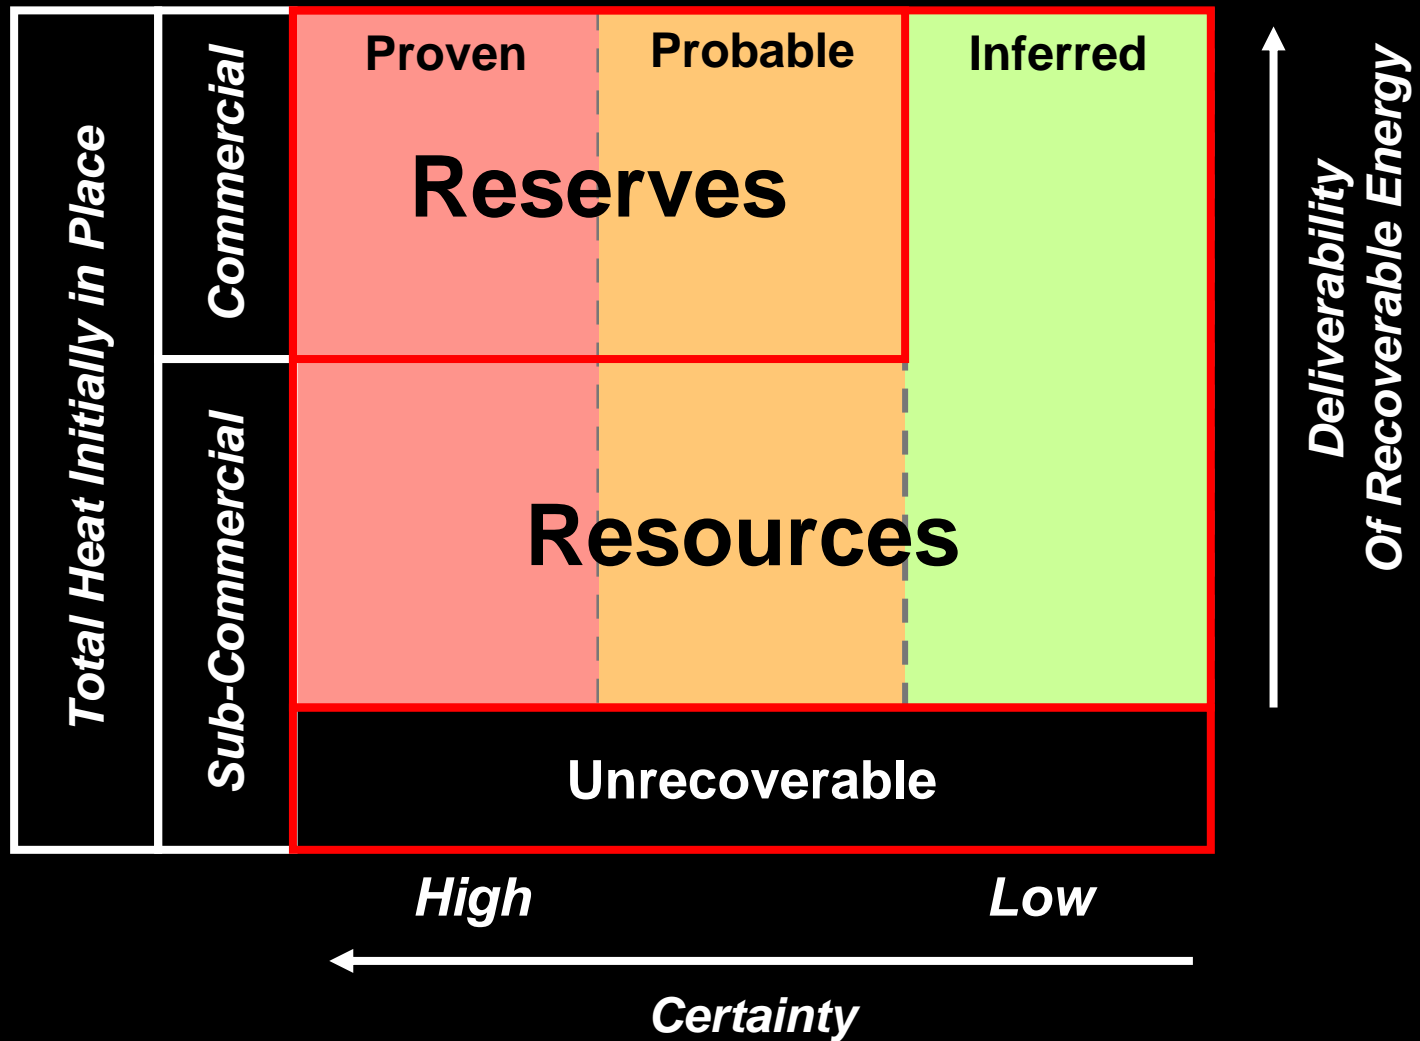 Proven
Probable
Inferred
Reserves
Resources
Unrecoverable
Total Heat Initially in Place
Commercial
Sub-Commercial
Deliverability
Of Recoverable Energy
High
Low
Certainty